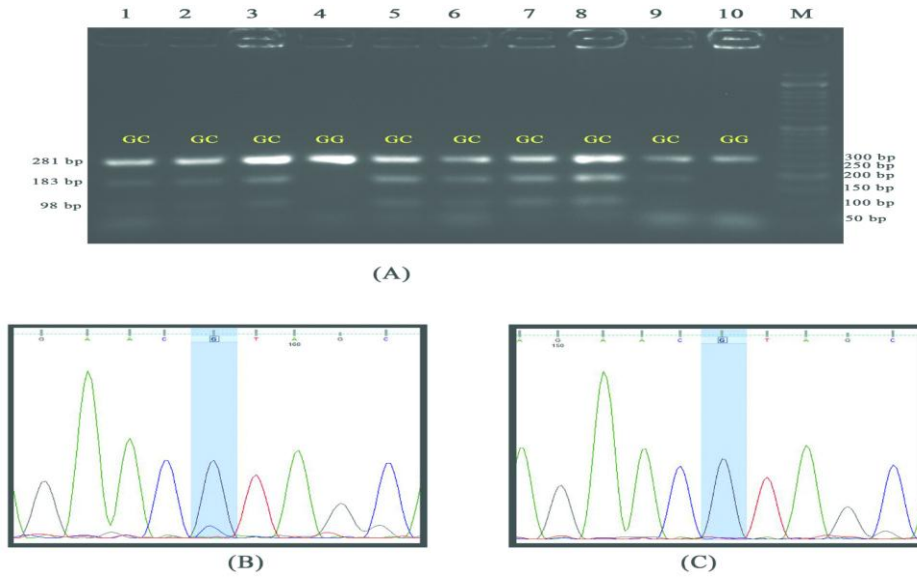 1 2 3 4 5 6 7 8 9 10 M
GC GC GC GG GC GC GC GC GC GG
281 bp
183 bp
98 bp
300 bp
250 bp
200 bp
150 bp
100 bp
50 bp
(A)
G A A C G T A G C
160
A G A A C G T A G C
150
(B)
(C)